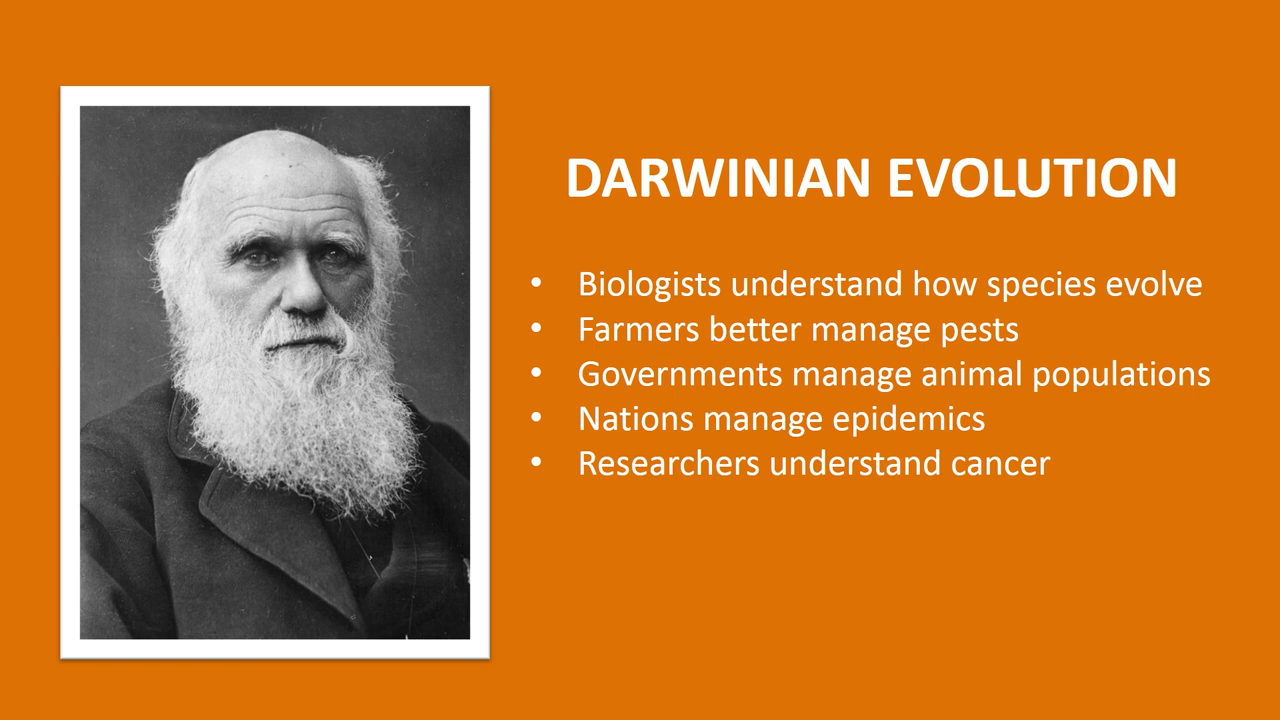 DARWINIAN EVOLUTION
• Biologists understand how species evolve
• Farmers better manage pests
• Governments manage animal populations
• Nations manage epidemics
• Researchers understand cancer